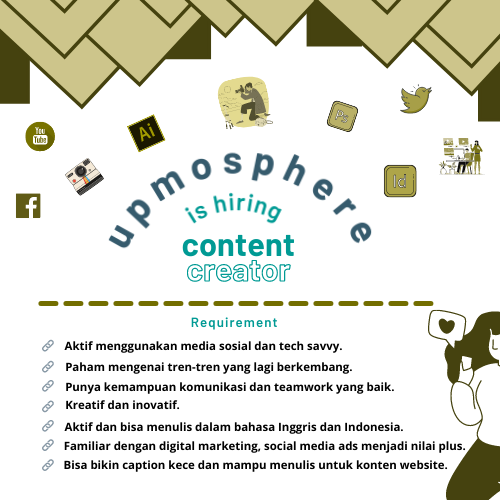 You
Tube
Ai
Ps
Id
upmosphere
is hiring
content
creator
Requirement
Aktif menggunakan media sosial dan tech savvy.
Paham mengenai tren-tren yang lagi berkembang.
Punya kemampuan komunikasi dan teamwork yang baik.
Kreatif dan inovatif.
Aktif dan bisa menulis dalam bahasa Inggris dan Indonesia.
Familiar dengan digital marketing, social media ads menjadi nilai plus.
Bisa bikin caption kece dan mampu menulis untuk konten website.